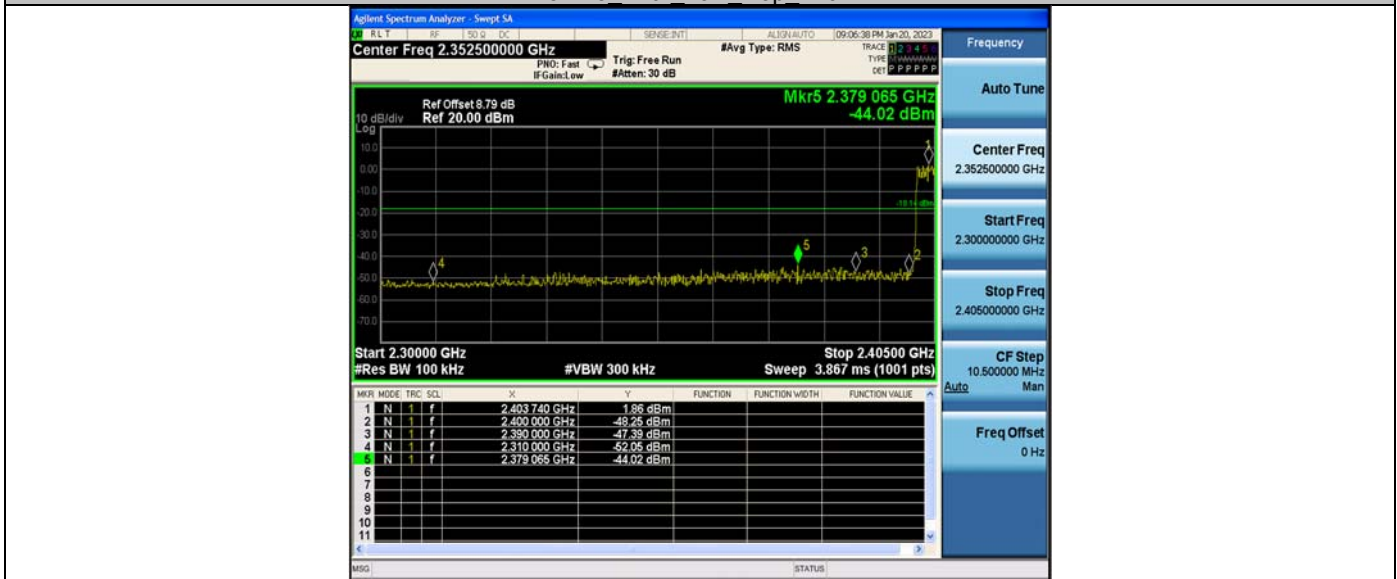 Agilent Spectrum Analyzer - Swept SA
RLT RF 50 Ω DC SENSE:INT ALIGN AUTO 09:06:38 PM Jan 20, 2023
Center Freq 2.352500000 GHz #Avg Type: RMS TRACE 1 2 3 4 5 6
PNO: Fast Trig: Free Run TYPE
IFGain:Low #Atten: 30 dB DET P P P P P P
Mkr5 2.379 065 GHz
-44.02 dBm
Ref Offset 8.79 dB
10 dB/div Ref 20.00 dBm
Log
10.0
0.00
-10.0
-20.0
-30.0
-40.0
-50.0
-60.0
-70.0
1
2
3
4
5
Start 2.30000 GHz Stop 2.40500 GHz
#Res BW 100 kHz #VBW 300 kHz Sweep 3.867 ms (1001 pts)
MKR MODE TRC SCL X Y FUNCTION FUNCTION WIDTH FUNCTION VALUE
1 N 1 f 2.403 740 GHz 1.86 dBm
2 N 1 f 2.400 000 GHz -48.25 dBm
3 N 1 f 2.390 000 GHz -47.39 dBm
4 N 1 f 2.310 000 GHz -52.05 dBm
5 N 1 f 2.379 065 GHz -44.02 dBm
6
7
8
9
10
11
MSG STATUS
Frequency
Auto Tune
Center Freq
2.352500000 GHz
Start Freq
2.300000000 GHz
Stop Freq
2.405000000 GHz
CF Step
10.500000 MHz
Auto Man
Freq Offset
0 Hz